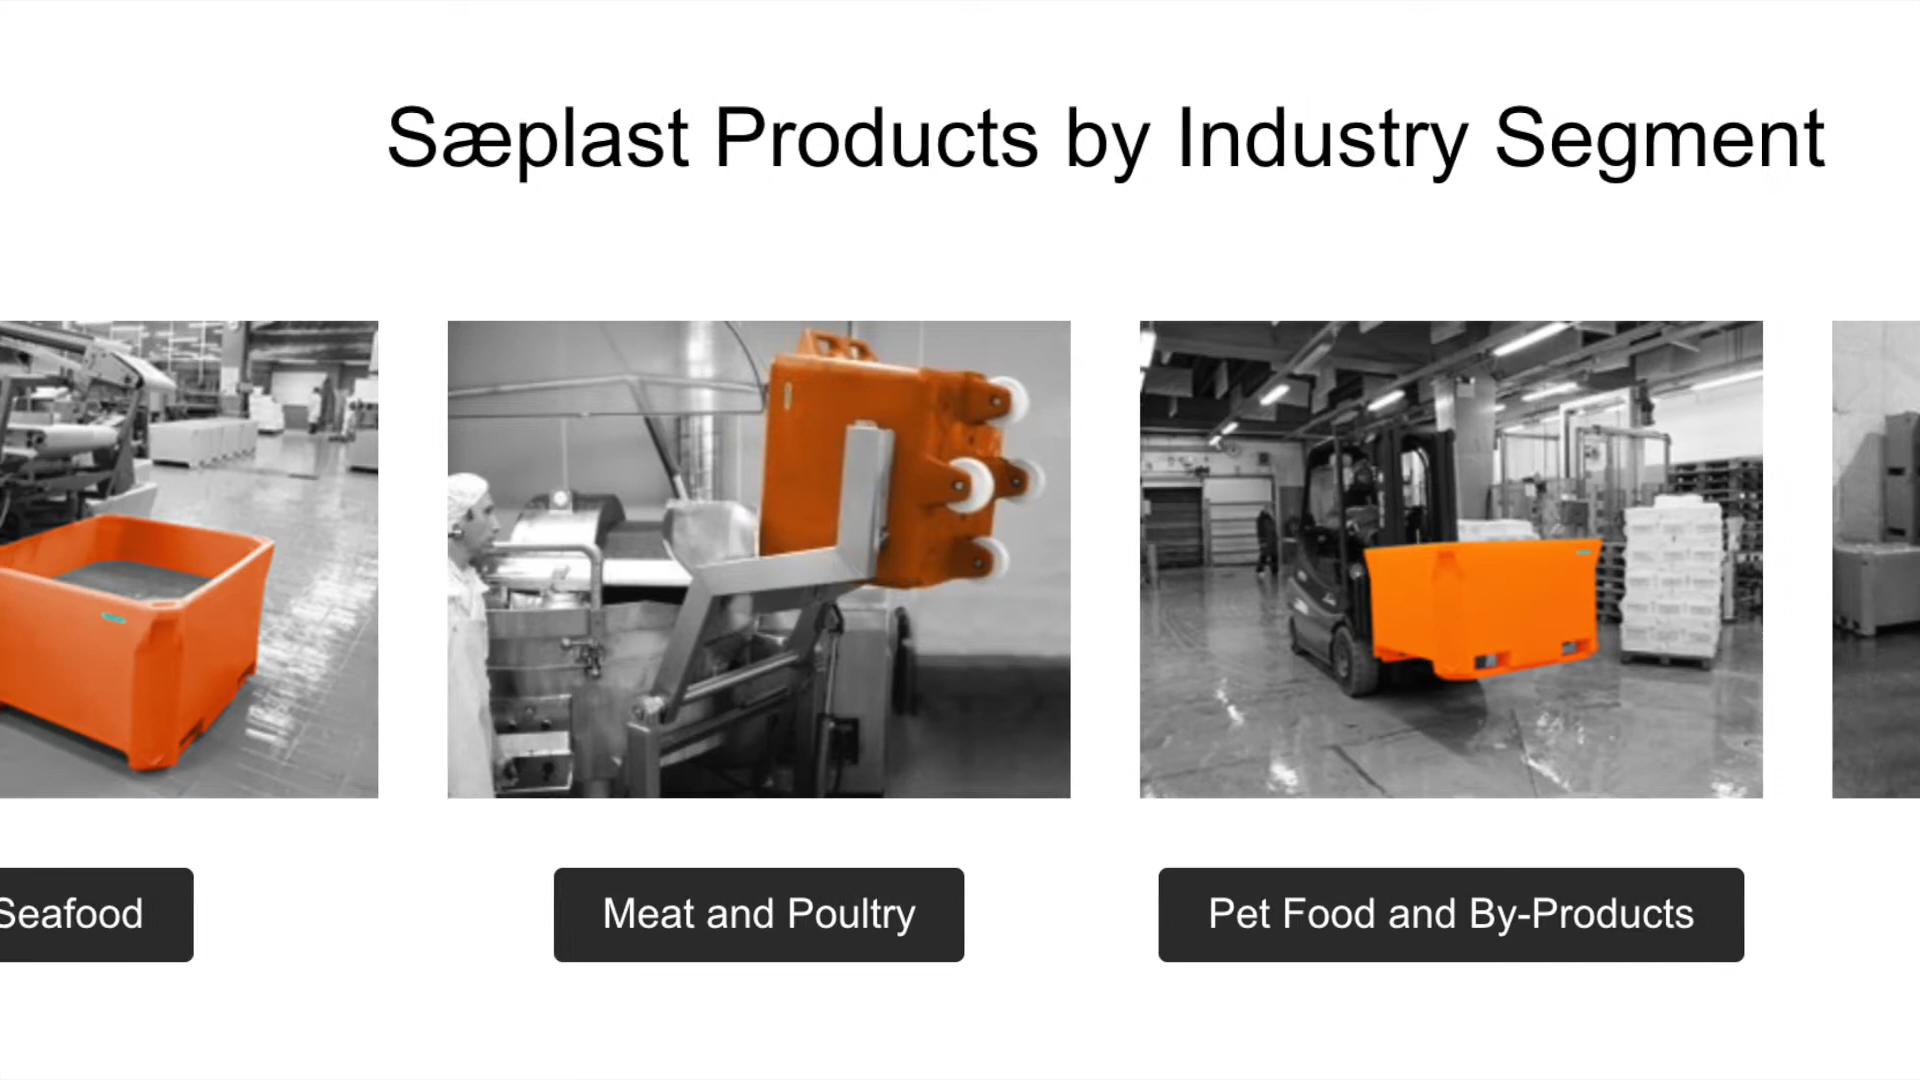 Sæplast Products by Industry Segment
Seafood
Meat and Poultry
Pet Food and By-Products